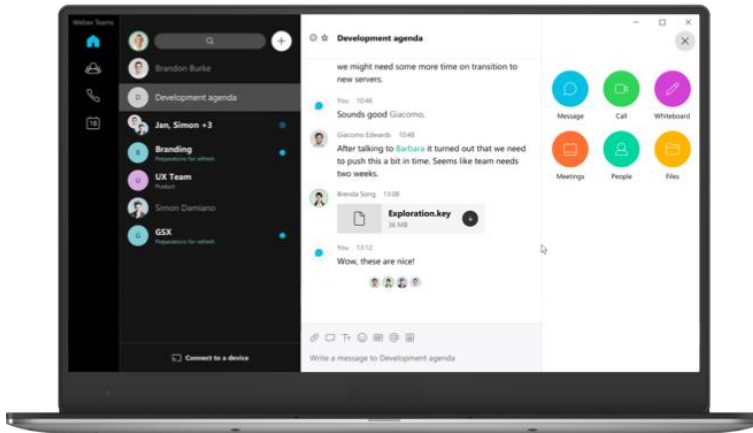 Webex Teams
Brandon Burke
D
Development agenda
Jan, Simon +3
B
Branding
Preparations for refresh
U
UX Team
Product
Simon Damiano
G
GSX
Preparations for refresh
Connect to a device
Development agenda
we might need some more time on transition to
new servers.
You 10:46
Sounds good Giacomo.
Giacomo Edwards 10:48
After talking to Barbara it turned out that we need
to push this a bit in time. Seems like team needs
two weeks.
Brenda Song 13:08
Exploration.key
36 MB
You 13:12
Wow, these are nice!
Write a message to Development agenda
Message
Call
Whiteboard
Meetings
People
Files